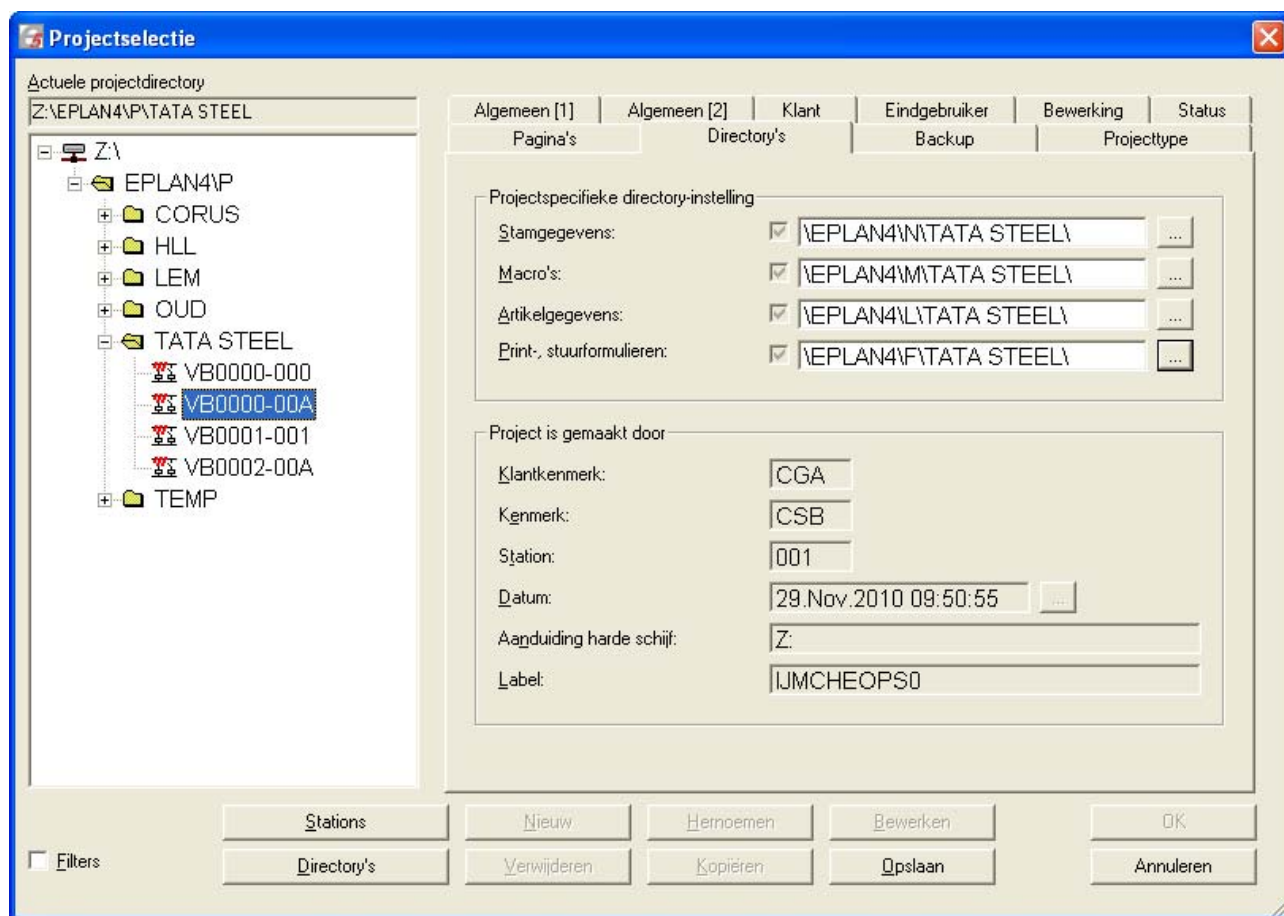 Projectselectie
Actuele projectdirectory
Z:\EPLAN4\P\TATA STEEL
Z:\
EPLAN4\P
CORUS
HLL
LEM
OUD
TATA STEEL
VB0000-000
VB0000-00A
VB0001-001
VB0002-00A
TEMP
Algemeen [1] Algemeen [2] Klant Eindgebruiker Bewerking Status
Pagina's Directory's Backup Projecttype
Projectspecifieke directory-instelling
Stamgegevens: \EPLAN4\N\TATA STEEL\ ...
Macro's: \EPLAN4\M\TATA STEEL\ ...
Artikelgegevens: \EPLAN4\L\TATA STEEL\ ...
Print-, stuurformulieren: \EPLAN4\F\TATA STEEL\ ...
Project is gemaakt door
Klantkenmerk: CGA
Kenmerk: CSB
Station: 001
Datum: 29.Nov.2010 09:50:55 ...
Aanduiding harde schijf: Z:
Label: IJMCHEOPS0
Stations Nieuw Hernoemen Bewerken OK
Filters Directory's Verwijderen Kopiëren Opslaan Annuleren